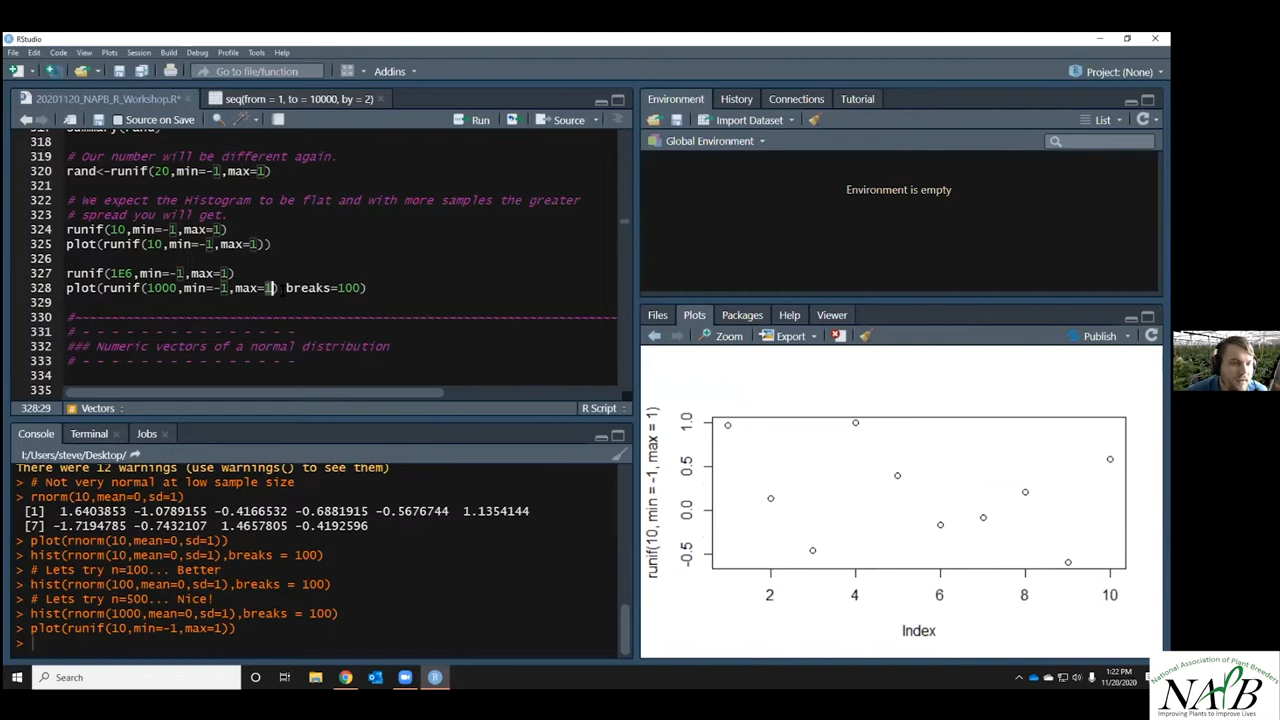 RStudio
File Edit Code View Plots Session Build Debug Profile Tools Help
Go to file/function
Addins
Project: (None)
20201120_NAPB_R_Workshop.R*
seq(from = 1, to = 10000, by = 2)
Source on Save
Run
Source
317 summary(rand)
318
319 # Our number will be different again.
320 rand<-runif(20,min=-1,max=1)
321
322 # We expect the Histogram to be flat and with more samples the greater
323 # spread you will get.
324 runif(10,min=-1,max=1)
325 plot(runif(10,min=-1,max=1))
326
327 runif(1E6,min=-1,max=1)
328 plot(runif(1000,min=-1,max=1), breaks=100)
329
330 #~~~~~~~~~~~~~~~~~~~~~~~~~~~~~~~~~~~~~~~~~~~~~~~~~~~~~~~~~~~~~~~~~~~~~~~~~~~
331 # - - - - - - - - - - - - - - -
332 ### Numeric vectors of a normal distribution
333 # - - - - - - - - - - - - - - -
334
335
328:29
# Vectors
R Script
Console Terminal Jobs
I:/Users/steve/Desktop/
There were 12 warnings (use warnings() to see them)
> # Not very normal at low sample size
> rnorm(10,mean=0,sd=1)
[1] 1.6403853 -1.0789155 -0.4166532 -0.6881915 -0.5676744 1.1354144
[7] -1.7194785 -0.7432107 1.4657805 -0.4192596
> plot(rnorm(10,mean=0,sd=1))
> hist(rnorm(10,mean=0,sd=1),breaks = 100)
> # Lets try n=100... Better
> hist(rnorm(100,mean=0,sd=1),breaks = 100)
> # Lets try n=500... Nice!
> hist(rnorm(1000,mean=0,sd=1),breaks = 100)
> plot(runif(10,min=-1,max=1))
>
Environment History Connections Tutorial
Import Dataset
List
Global Environment
Environment is empty
Files Plots Packages Help Viewer
Zoom Export Publish
runif(10, min = -1, max = 1)
1.0
0.5
0.0
-0.5
2 4 6 8 10
Index
Search
R
1:22 PM
11/20/2020
National Association of Plant Breeders
NAPB
Improving Plants to Improve Lives